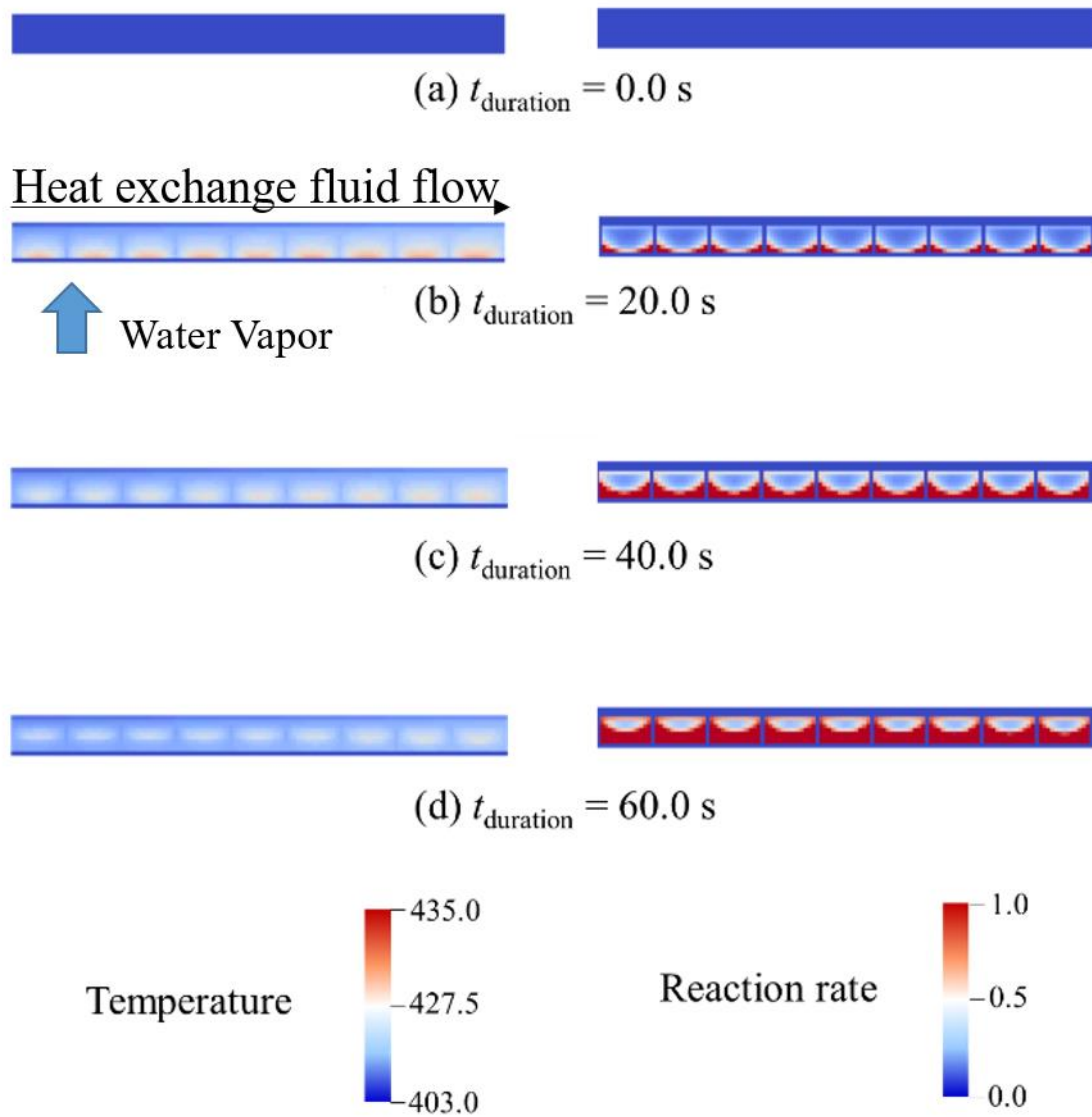 (a) tduration = 0.0 s
Heat exchange fluid flow
(b) tduration = 20.0 s
Water Vapor
(c) tduration = 40.0 s
(d) tduration = 60.0 s
435.0
Temperature
427.5
403.0
1.0
Reaction rate
0.5
0.0